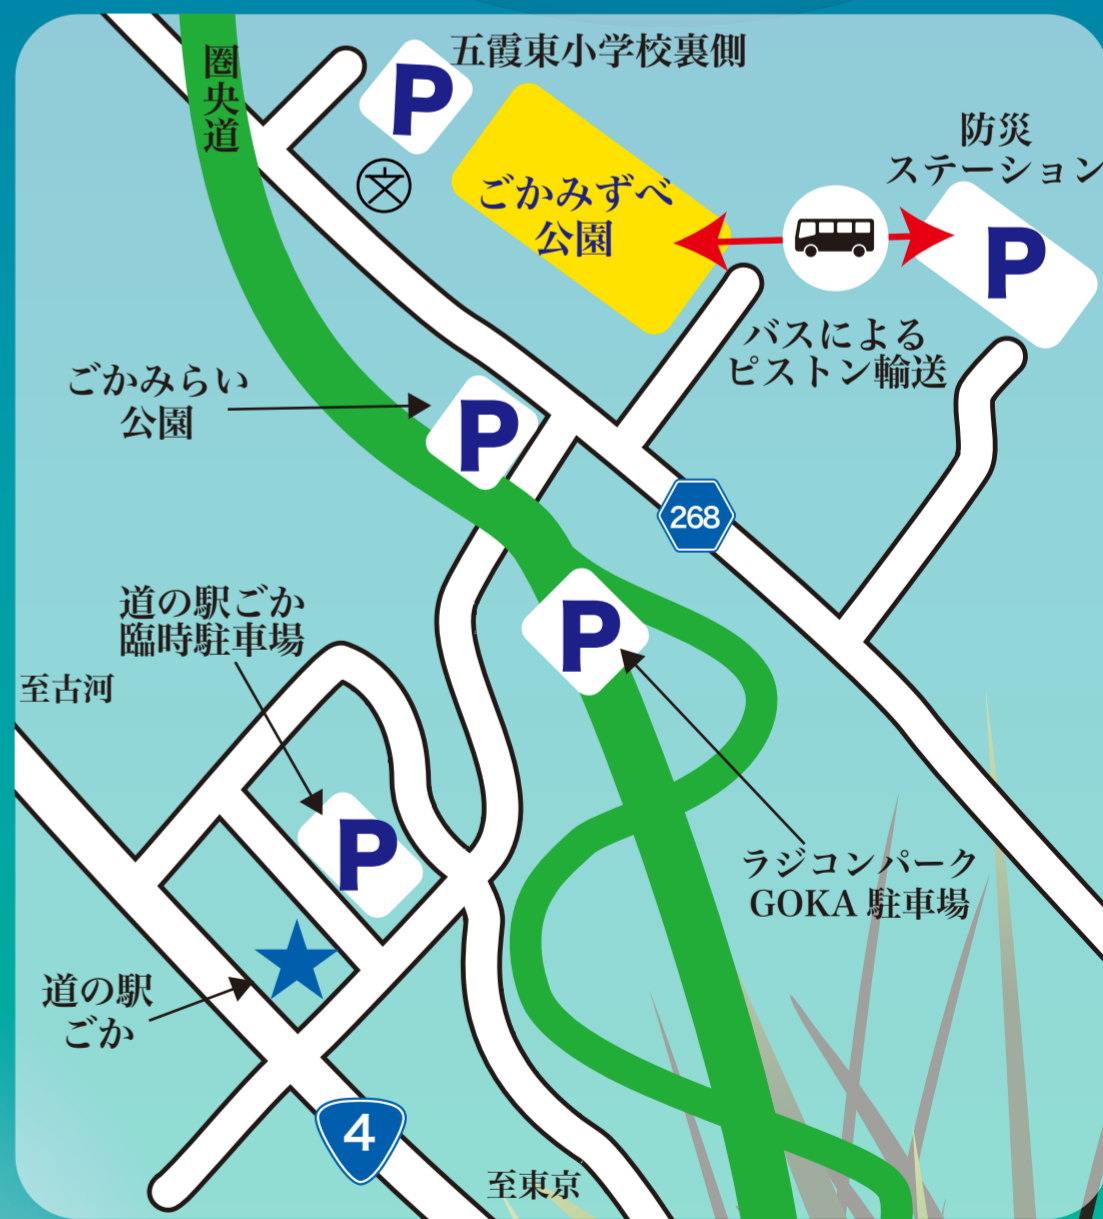 圏央道
P
五霞東小学校裏側
文
ごかみずべ
公園
防災
ステーション
P
バスによる
ピストン輸送
ごかみらい
公園
P
268
道の駅ごか
臨時駐車場
P
至古河
P
ラジコンパーク
GOKA 駐車場
道の駅
ごか
4
至東京